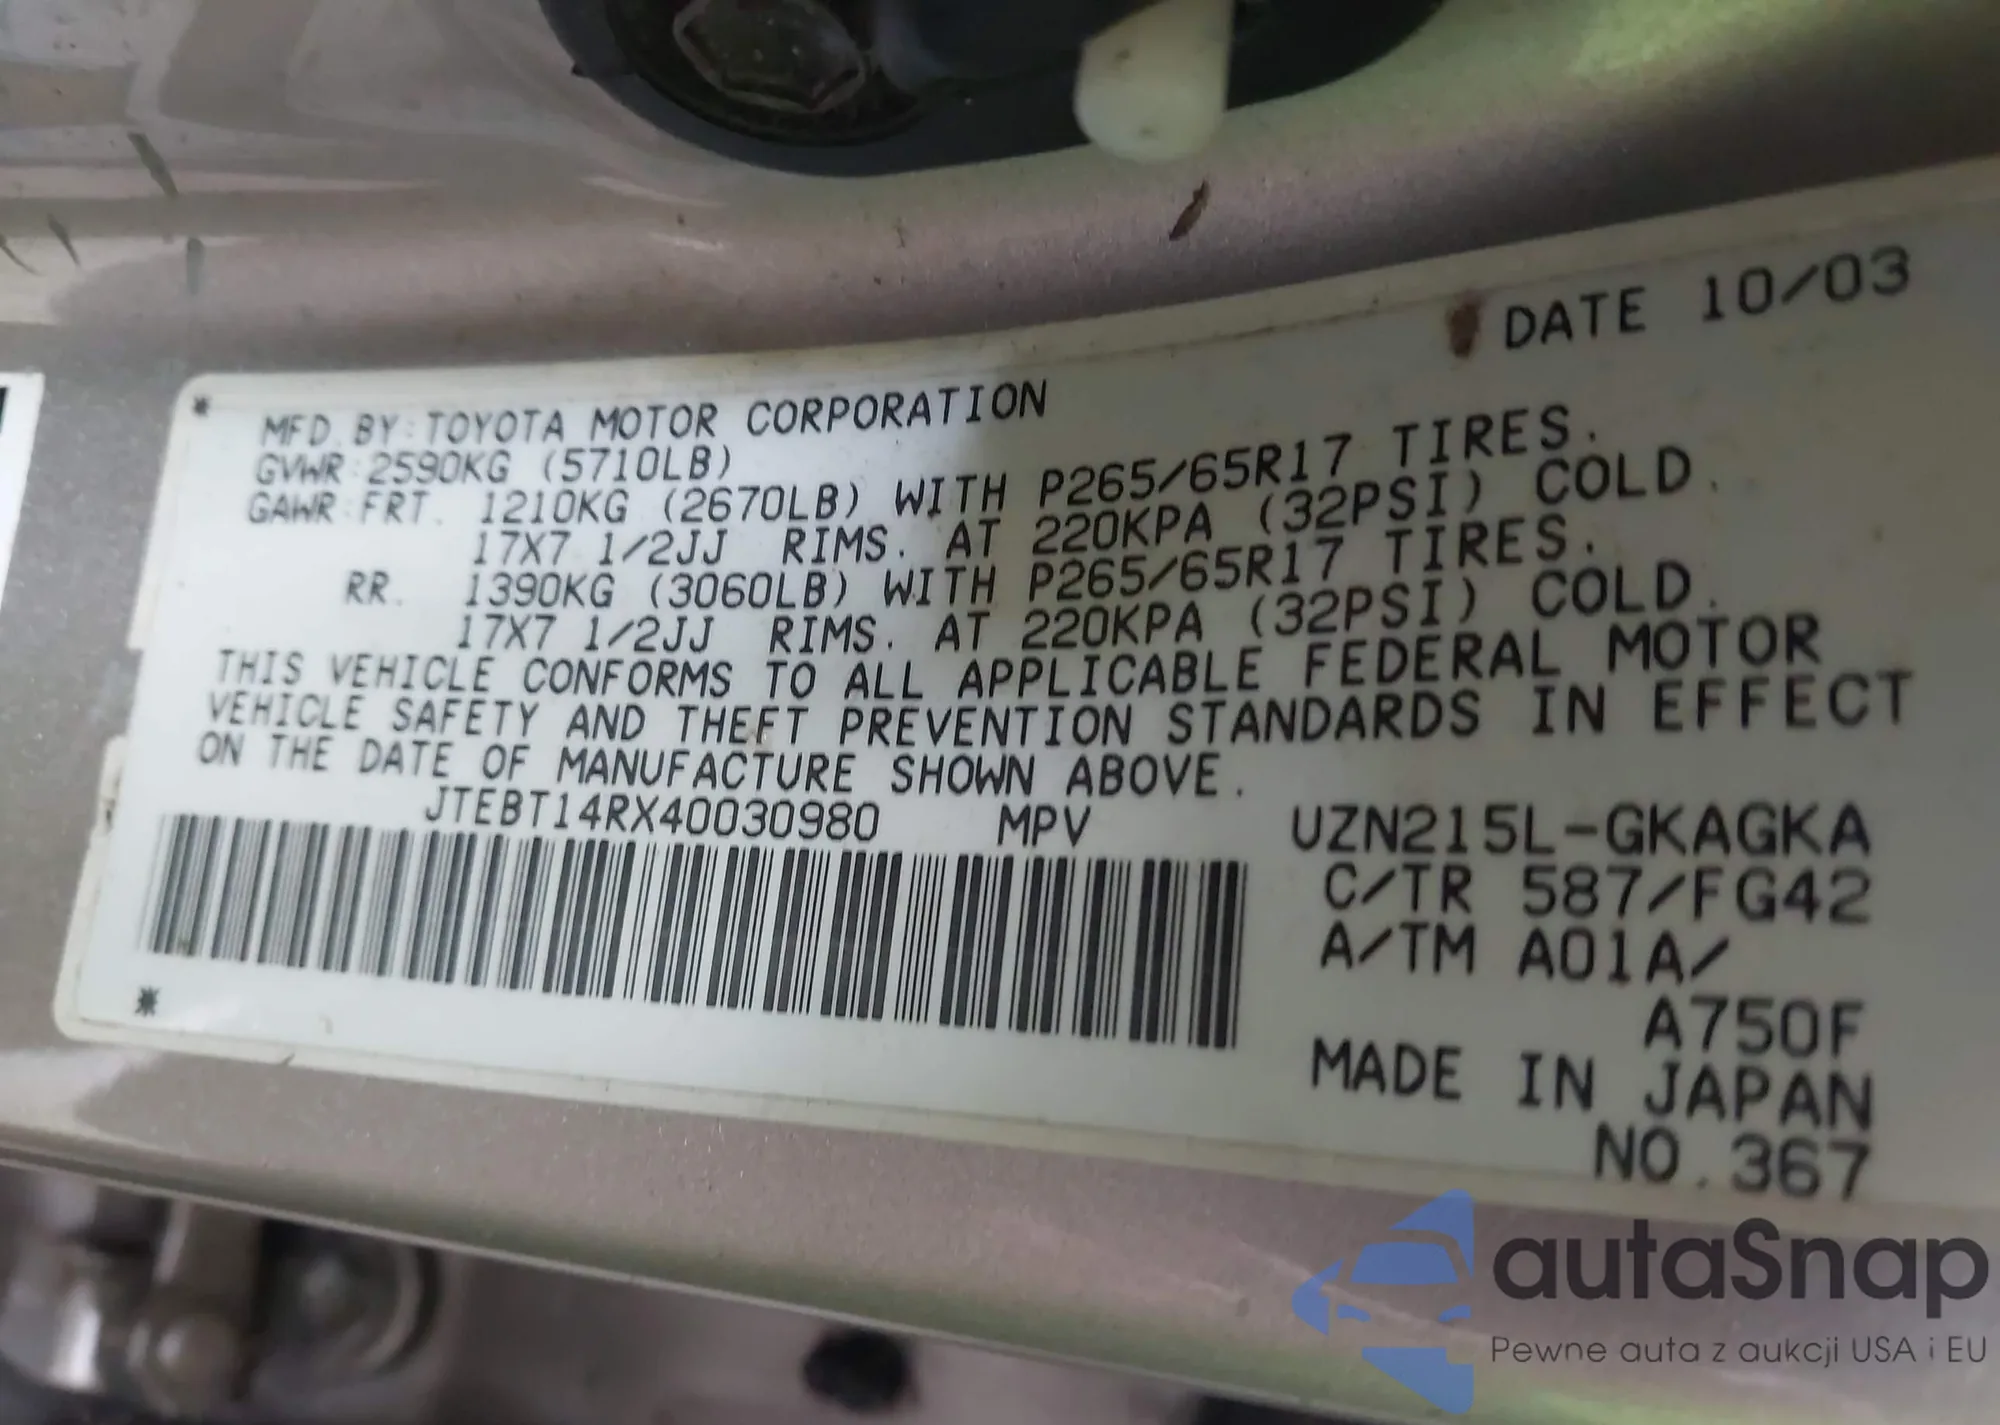 DATE 10/03
* MFD. BY: TOYOTA MOTOR CORPORATION
GVWR: 2590KG (5710LB)
GAWR: FRT. 1210KG (2670LB) WITH P265/65R17 TIRES.
17X7 1/2JJ RIMS. AT 220KPA (32PSI) COLD.
RR. 1390KG (3060LB) WITH P265/65R17 TIRES.
17X7 1/2JJ RIMS. AT 220KPA (32PSI) COLD.
THIS VEHICLE CONFORMS TO ALL APPLICABLE FEDERAL MOTOR
VEHICLE SAFETY AND THEFT PREVENTION STANDARDS IN EFFECT
ON THE DATE OF MANUFACTURE SHOWN ABOVE.
JTEBT14RX40030980 MPV UZN215L-GKAGKA
C/TR 587/FG42
A/TM A01A/
A750F
*
MADE IN JAPAN
NO.367
autaSnap
Pewne auta z aukcji USA i EU